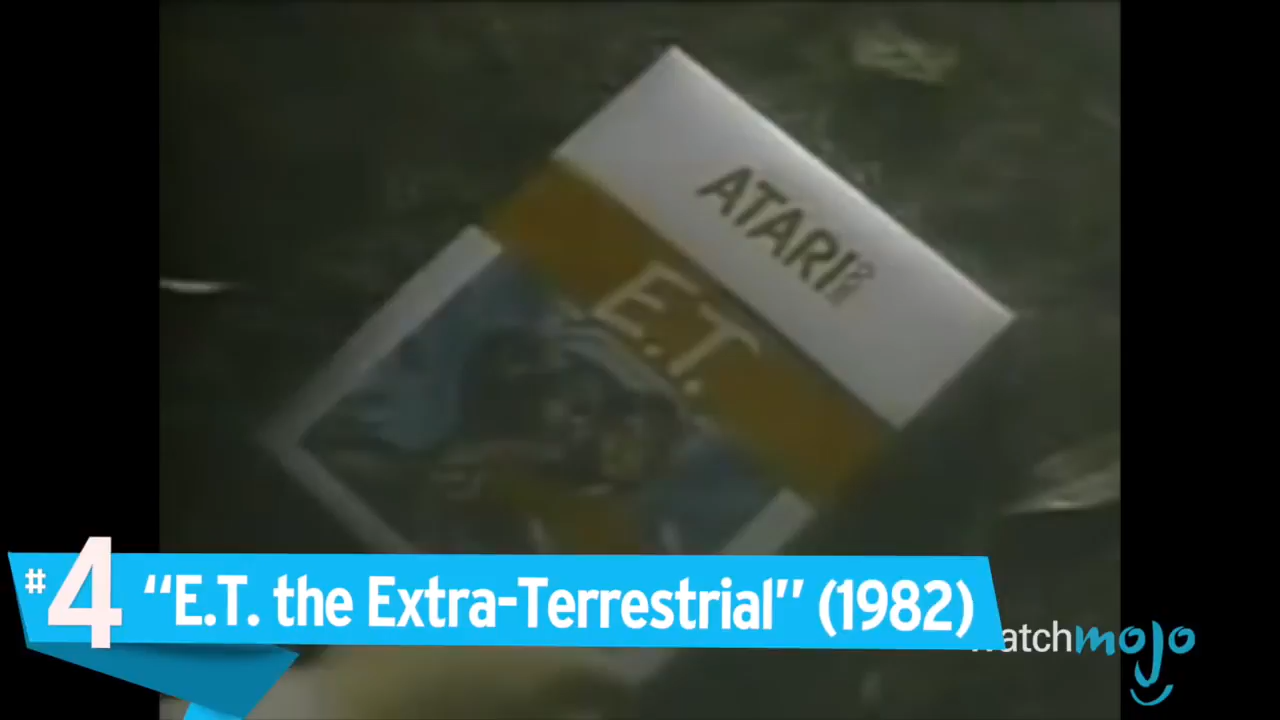 ATARI
E.T.
#4 “E.T. the Extra-Terrestrial” (1982)
watchmojo